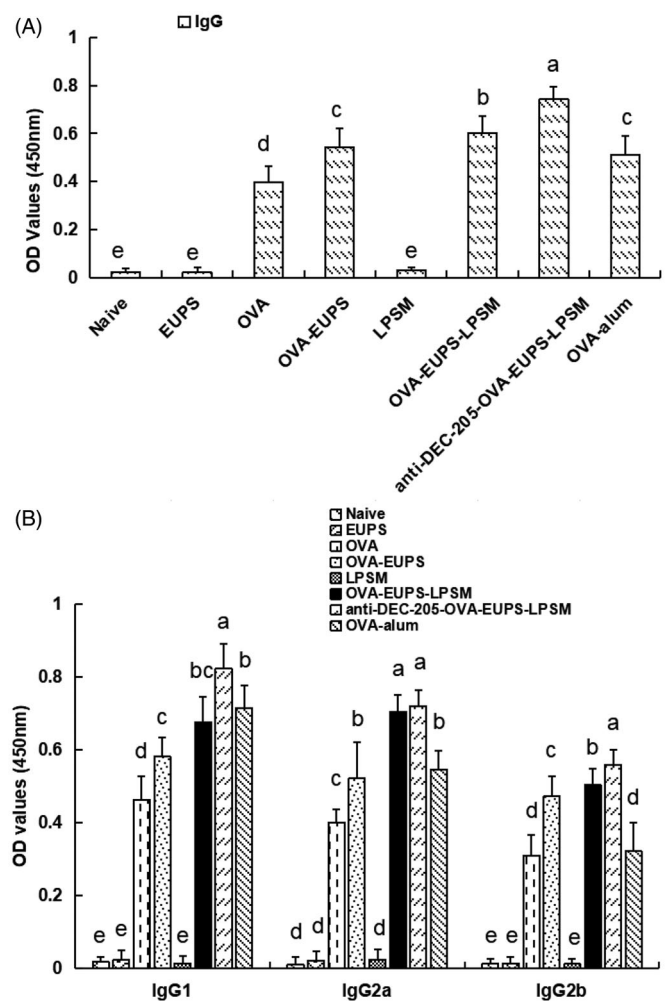 (A)
IgG
OD Values (450nm)
1
0.8
0.6
0.4
0.2
0
e
e
d
c
e
b
a
c
Naive
EUPS
OVA
OVA-EUPS
LPSM
OVA-EUPS-LPSM
anti-DEC-205-OVA-EUPS-LPSM
OVA-alum
(B)
Naive
EUPS
OVA
OVA-EUPS
LPSM
OVA-EUPS-LPSM
anti-DEC-205-OVA-EUPS-LPSM
OVA-alum
OD values (450nm)
1
0.8
0.6
0.4
0.2
0
e e d c e bc a b
d d c b d a a b
e e d c e b a d
IgG1 IgG2a IgG2b